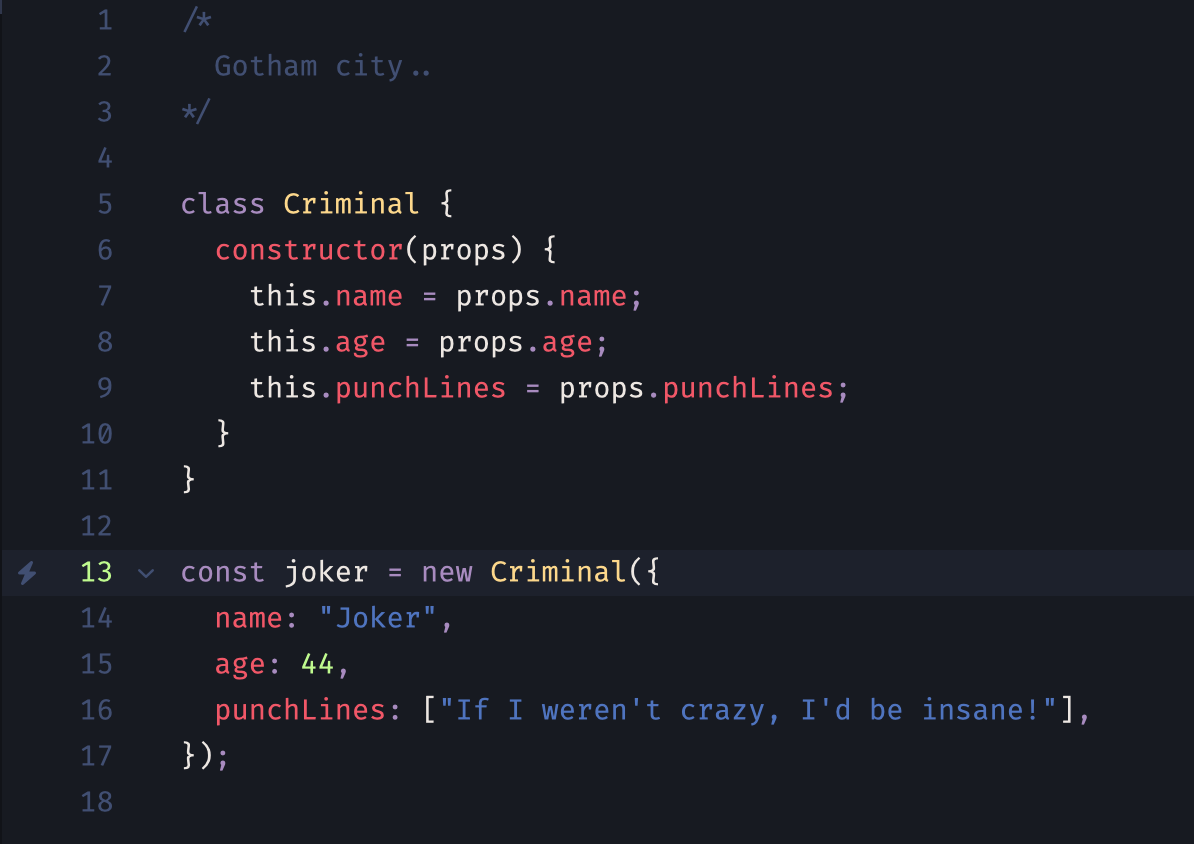 1 /*
2 Gotham city..
3 */
4
5 class Criminal {
6 constructor(props) {
7 this.name = props.name;
8 this.age = props.age;
9 this.punchLines = props.punchLines;
10 }
11 }
12
13 const joker = new Criminal({
14 name: "Joker",
15 age: 44,
16 punchLines: ["If I weren't crazy, I'd be insane!"],
17 });
18